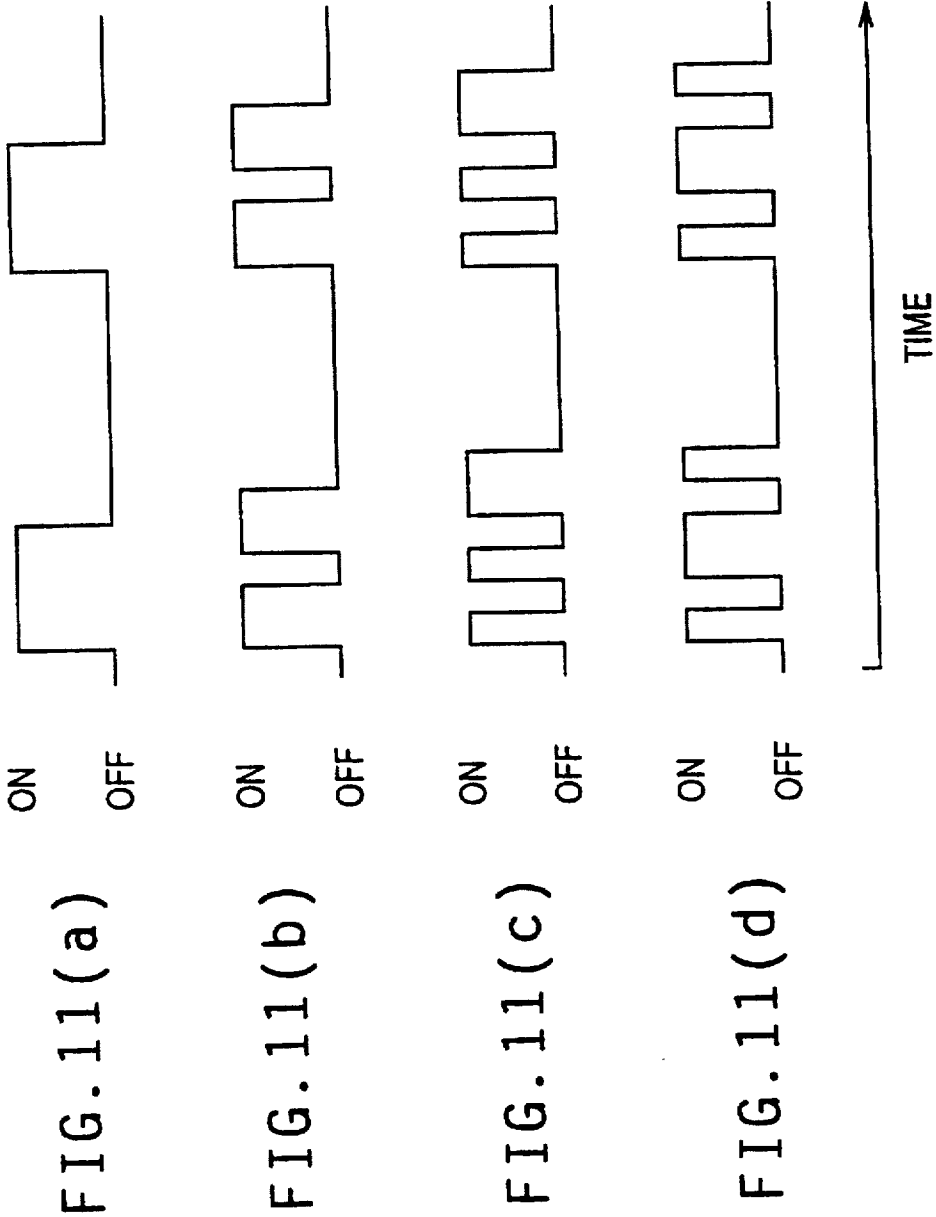 FIG.11(a)
ON
OFF
FIG.11(b)
ON
OFF
FIG.11(c)
ON
OFF
FIG.11(d)
ON
OFF
TIME